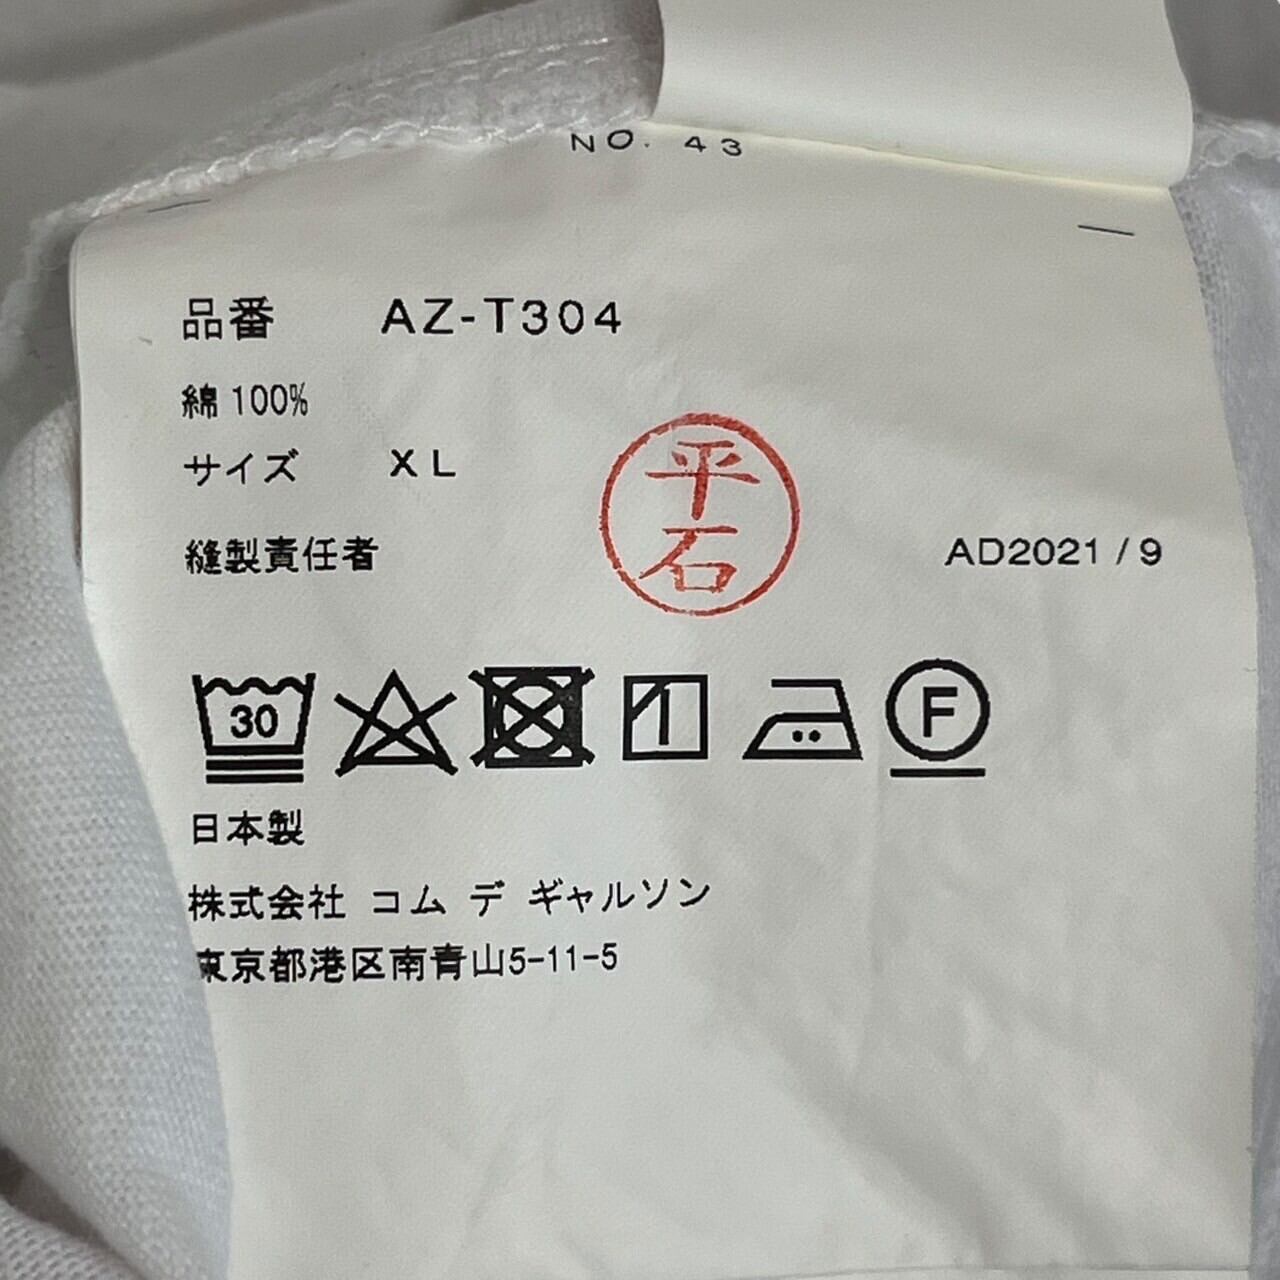 NO. 43
品番 AZ-T304
綿 100%
サイズ XL
平石
縫製責任者 AD2021 / 9
30 F
日本製
株式会社 コム デ ギャルソン
東京都港区南青山5-11-5